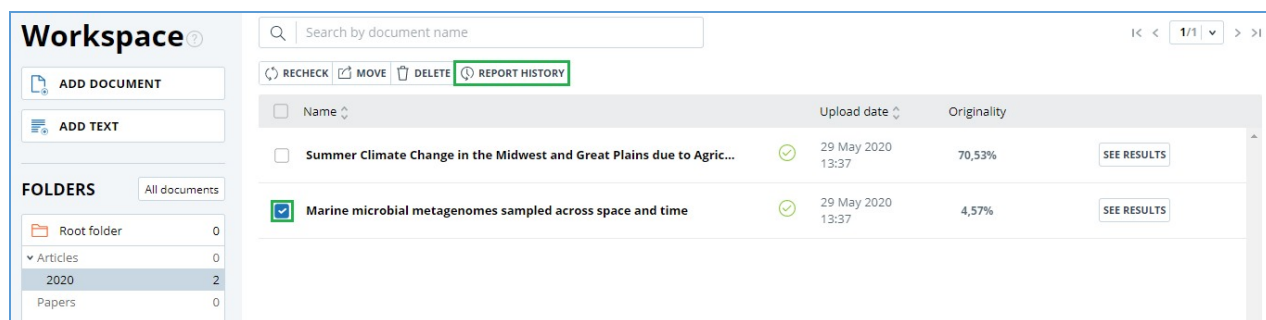 Workspace
Search by document name
1/1
ADD DOCUMENT
RECHECK MOVE DELETE REPORT HISTORY
Name Upload date Originality
ADD TEXT
Summer Climate Change in the Midwest and Great Plains due to Agric... 29 May 2020 13:37 70,53% SEE RESULTS
FOLDERS All documents
Marine microbial metagenomes sampled across space and time 29 May 2020 13:37 4,57% SEE RESULTS
Root folder 0
Articles 0
2020 2
Papers 0